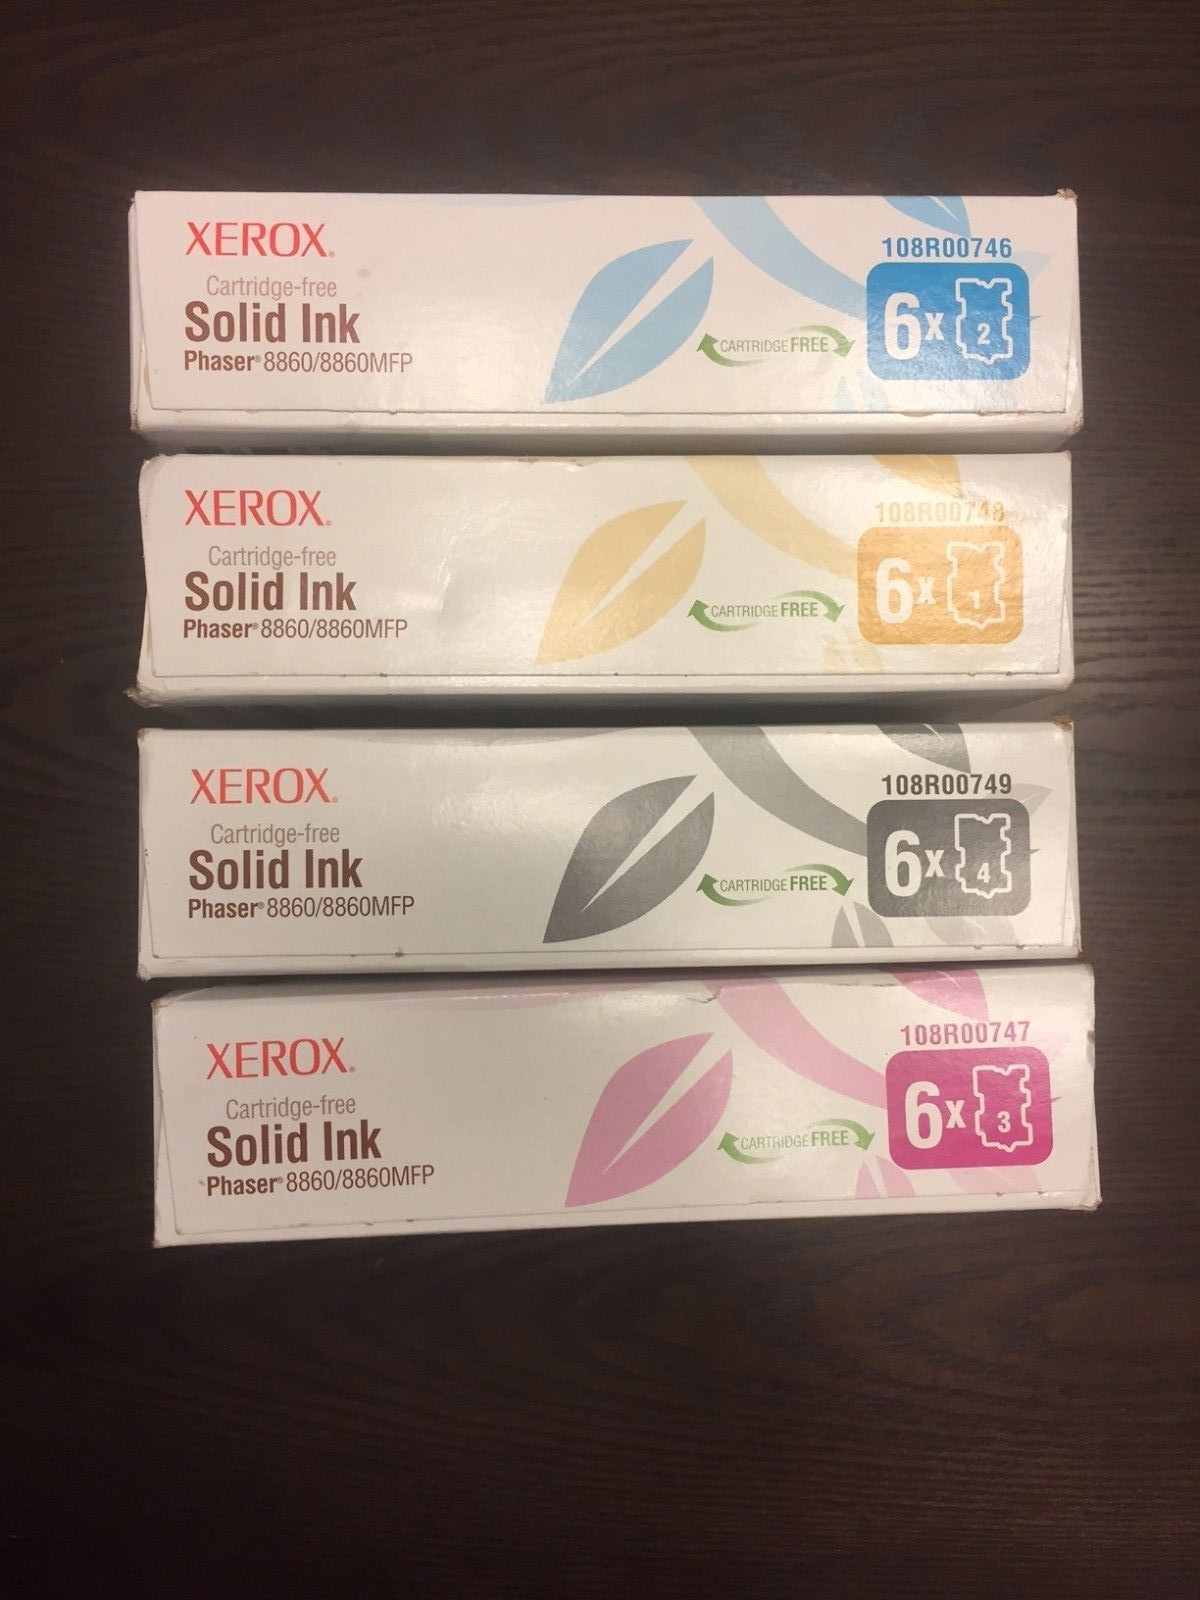 XEROX.
Cartridge-free
Solid Ink
Phaser® 8860/8860MFP
CARTRIDGE FREE
108R00746
6x 2
XEROX.
Cartridge-free
Solid Ink
Phaser® 8860/8860MFP
CARTRIDGE FREE
108R00748
6x 1
XEROX.
Cartridge-free
Solid Ink
Phaser® 8860/8860MFP
CARTRIDGE FREE
108R00749
6x 4
XEROX.
Cartridge-free
Solid Ink
Phaser® 8860/8860MFP
CARTRIDGE FREE
108R00747
6x 3